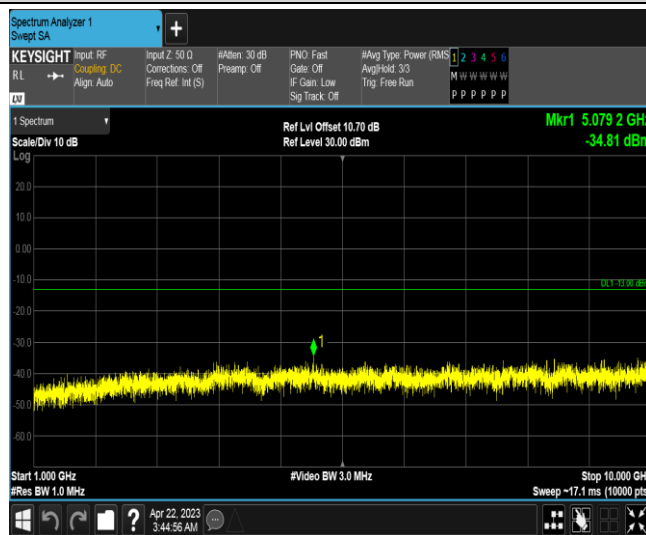 Spectrum Analyzer 1
Swept SA
+
KEYSIGHT
RL
LXI
Input: RF
Coupling: DC
Align: Auto
Input Z: 50 Ω
Corrections: Off
Freq Ref: Int (S)
#Atten: 30 dB
Preamp: Off
PNO: Fast
Gate: Off
IF Gain: Low
Sig Track: Off
#Avg Type: Power (RMS
Avg|Hold: 3/3
Trig: Free Run
1 2 3 4 5 6
M W W W W W
P P P P P P
1 Spectrum
Scale/Div 10 dB
Log
Ref Lvl Offset 10.70 dB
Ref Level 30.00 dBm
Mkr1 5.079 2 GHz
-34.81 dBm
20.0
10.0
0.00
-10.0
DL1 -13.00 dBm
-20.0
-30.0
1
-40.0
-50.0
-60.0
Start 1.000 GHz
#Res BW 1.0 MHz
#Video BW 3.0 MHz
Stop 10.000 GHz
Sweep ~17.1 ms (10000 pts
?
Apr 22, 2023
3:44:56 AM